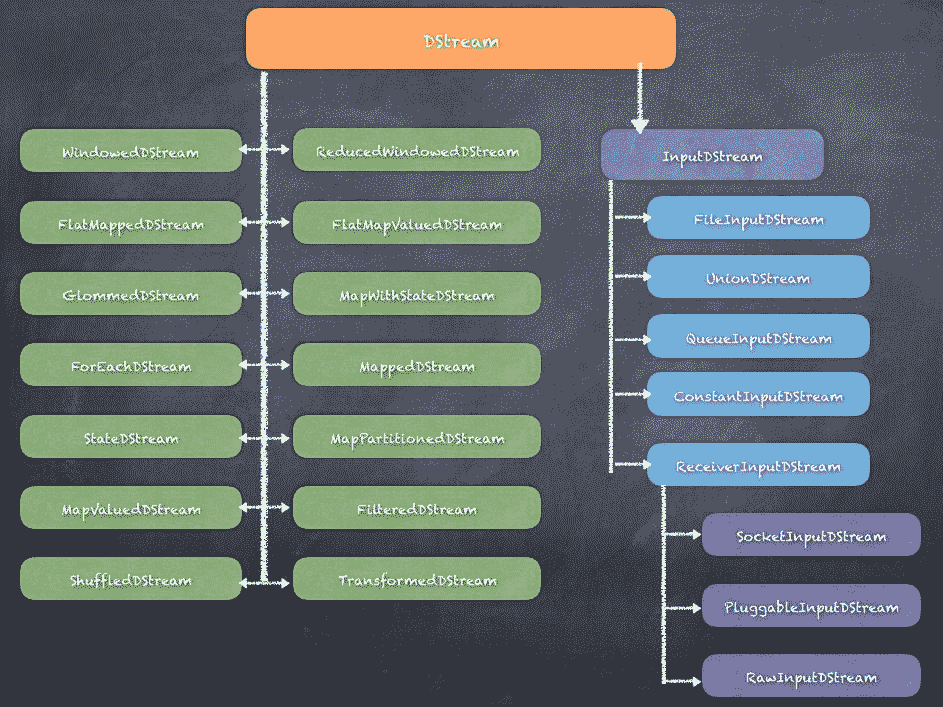 DStream
WindowedDStream
ReducedWindowedDStream
InputDStream
FlatMappedDStream
FlatMapValuedDStream
FileInputDStream
UnionDStream
GlommedDStream
MapWithStateDStream
QueueInputDStream
ForEachDStream
MappedDStream
ConstantInputDStream
StateDStream
MapPartitionedDStream
ReceiverInputDStream
MapValuedDStream
FilteredDStream
SocketInputDStream
ShuffledDStream
TransformedDStream
PluggableInputDStream
RawInputDStream